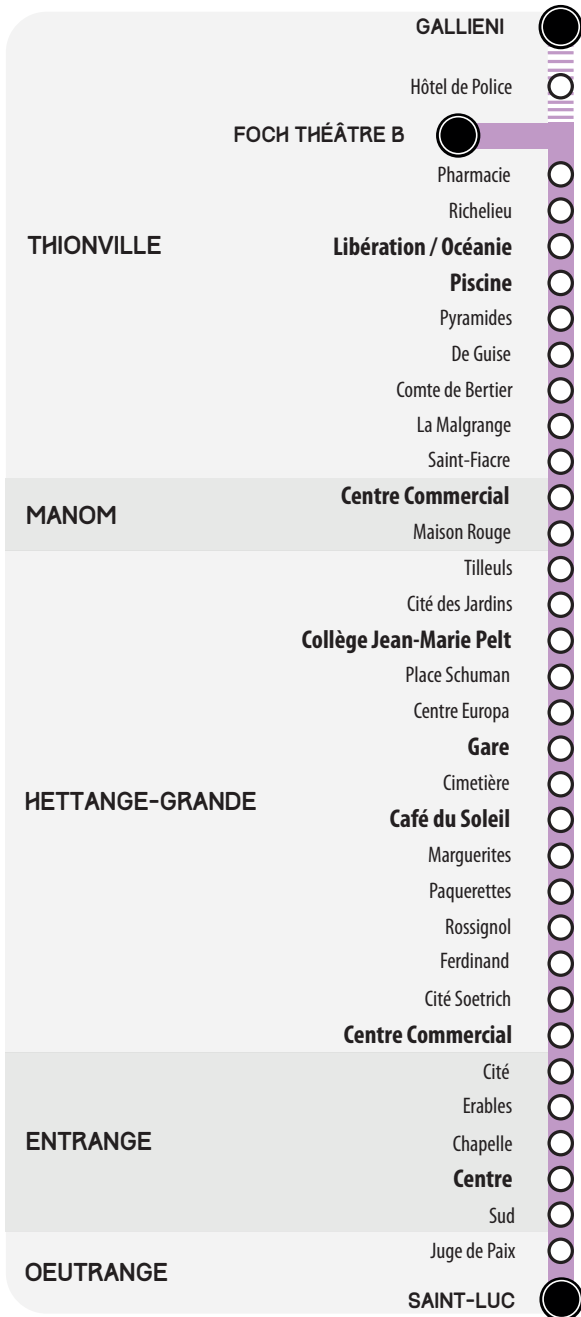 GALLIENI
Hôtel de Police
FOCH THÉÂTRE B
Pharmacie
Richelieu
THIONVILLE
Libération / Océanie
Piscine
Pyramides
De Guise
Comte de Bertier
La Malgrange
Saint-Fiacre
Centre Commercial
MANOM
Maison Rouge
Tilleuls
Cité des Jardins
Collège Jean-Marie Pelt
Place Schuman
Centre Europa
Gare
Cimetière
HETTANGE-GRANDE
Café du Soleil
Marguerites
Paquerettes
Rossignol
Ferdinand
Cité Soetrich
Centre Commercial
Cité
Erables
ENTRANGE
Chapelle
Centre
Sud
Juge de Paix
OEUTRANGE
SAINT-LUC